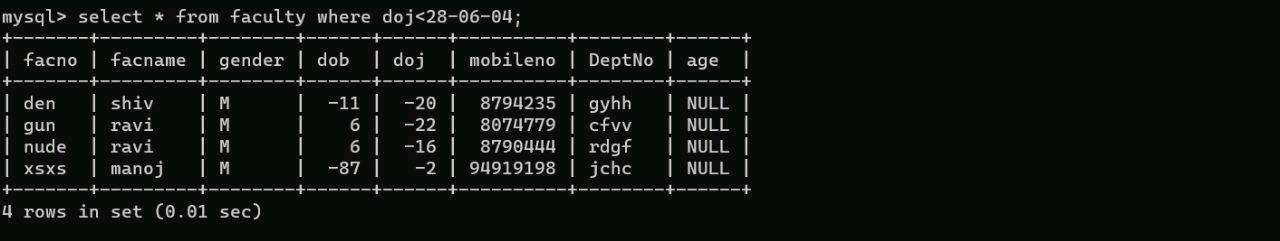 mysql> select * from faculty where doj<28-06-04;
+-------+---------+--------+------+------+----------+--------+------+
| facno | facname | gender | dob  | doj  | mobileno | DeptNo | age  |
+-------+---------+--------+------+------+----------+--------+------+
| den   | shiv    | M      |  -11 |  -20 |  8794235 | gyhh   | NULL |
| gun   | ravi    | M      |    6 |  -22 |  8074779 | cfvv   | NULL |
| nude  | ravi    | M      |    6 |  -16 |  8790444 | rdgf   | NULL |
| xsxs  | manoj   | M      |  -87 |   -2 | 94919198 | jchc   | NULL |
+-------+---------+--------+------+------+----------+--------+------+
4 rows in set (0.01 sec)